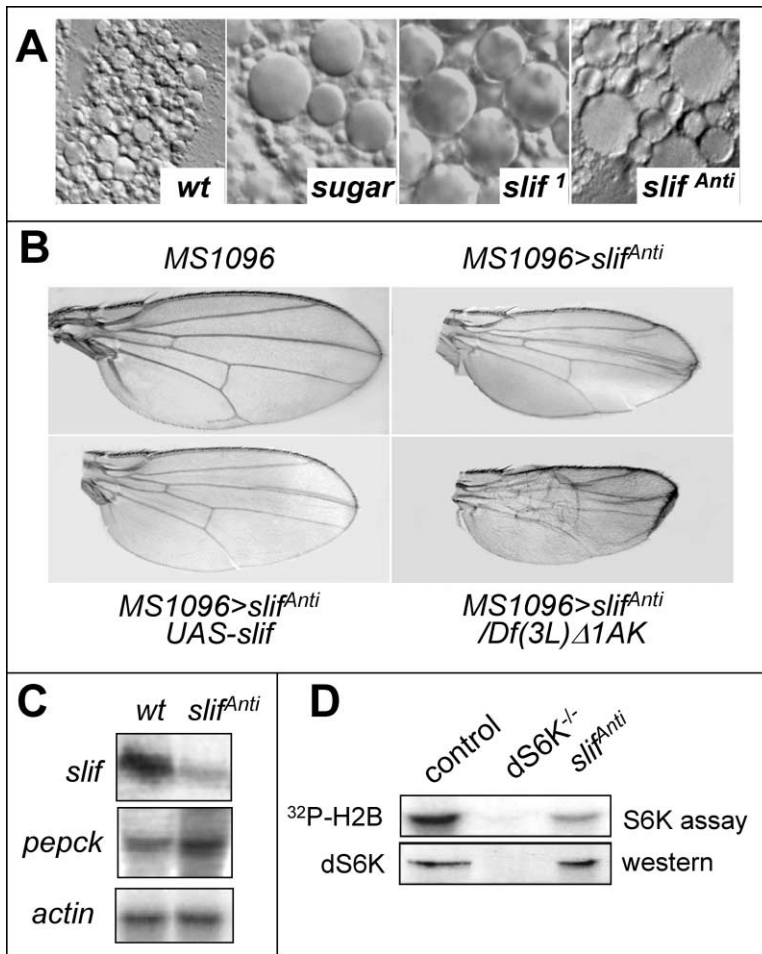 A
wt sugar slif 1 slif Anti
B
MS1096 MS1096>slifAnti
MS1096>slifAnti UAS-slif
MS1096>slifAnti /Df(3L)Δ1AK
C
wt slifAnti
slif
pepck
actin
D
control dS6K-/- slifAnti
32P-H2B S6K assay
dS6K western